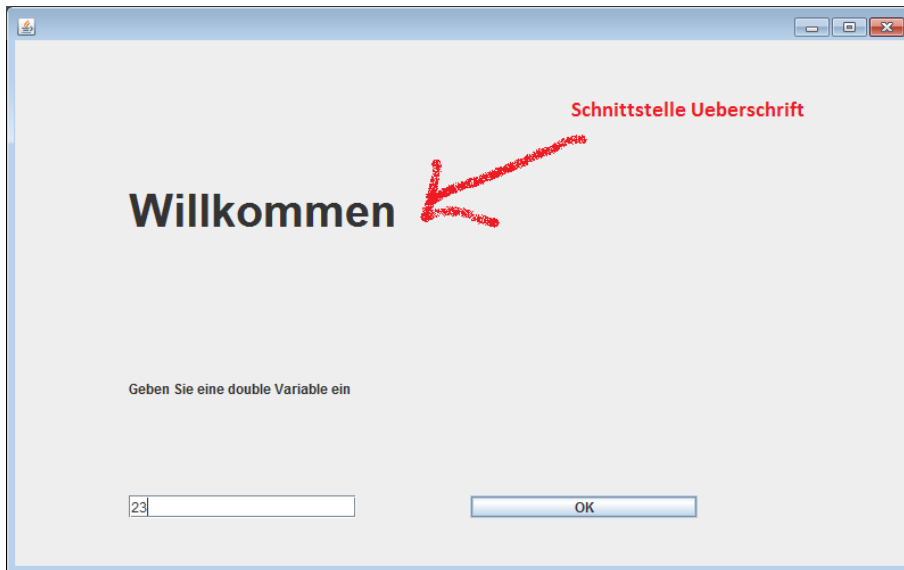 Schnittstelle Ueberschrift
Willkommen
Geben Sie eine double Variable ein
23
OK